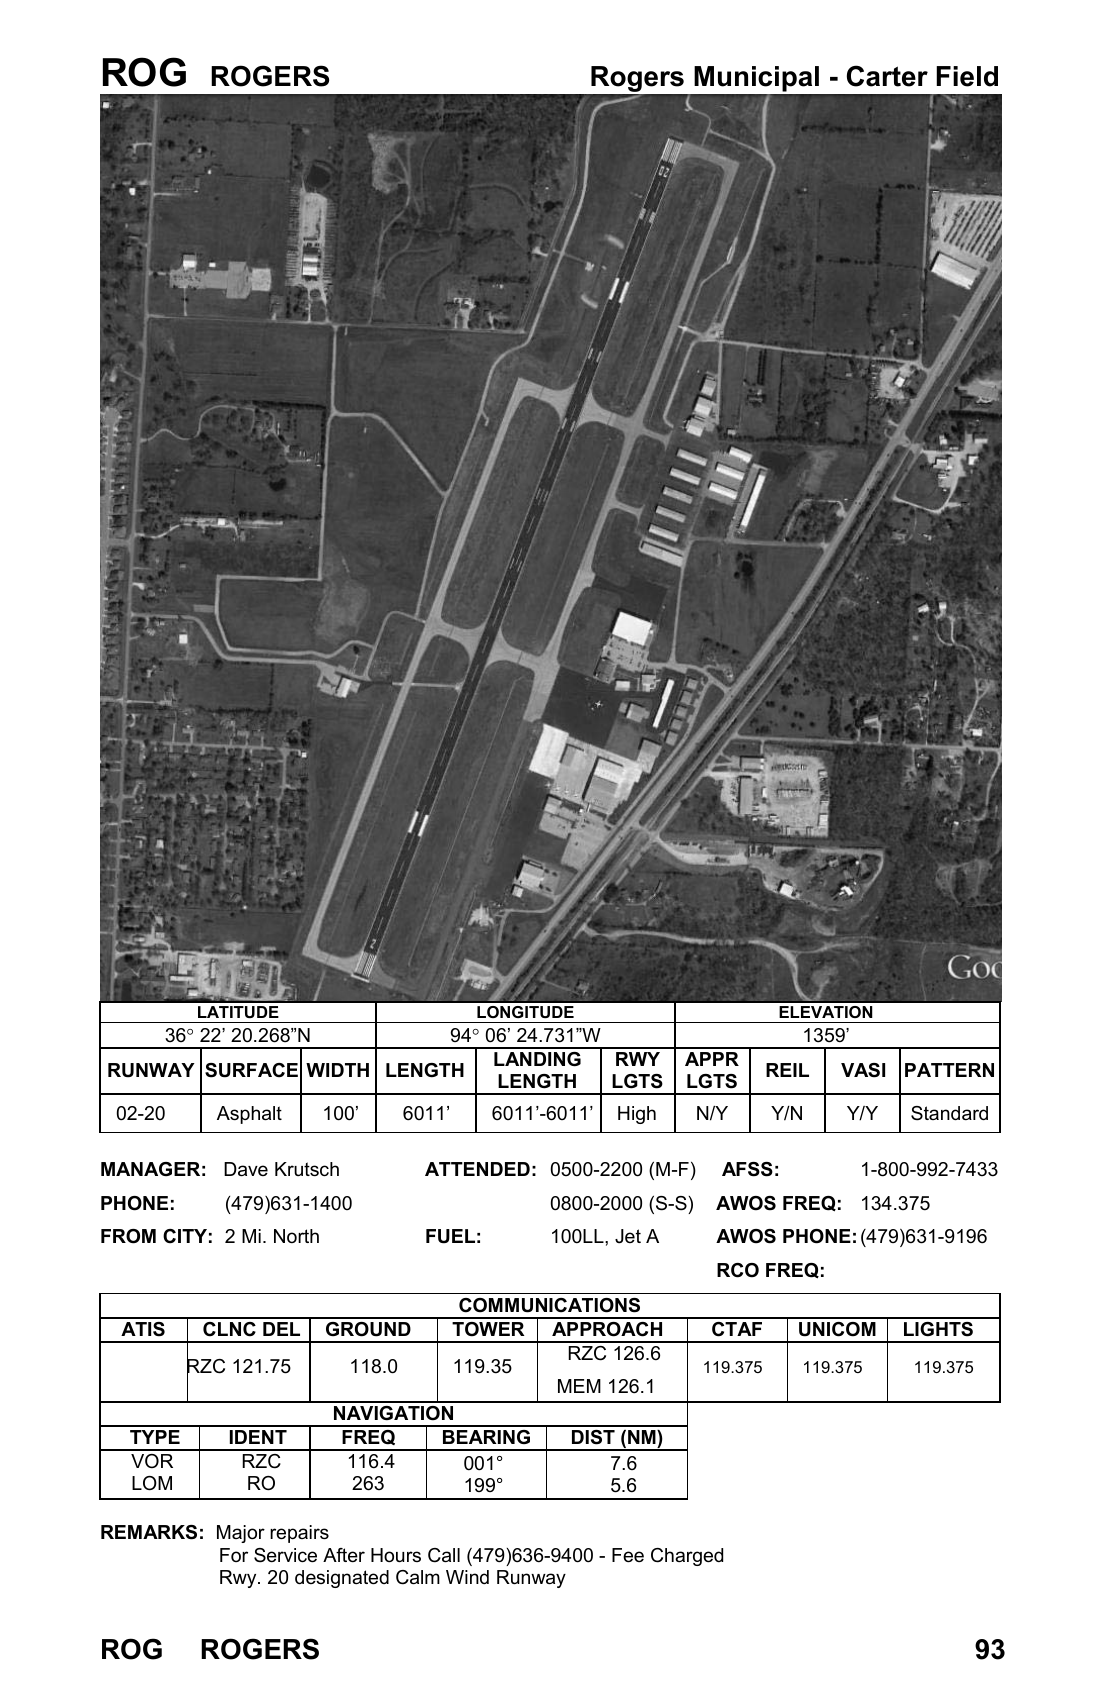 ROG ROGERS Rogers Municipal - Carter Field
20
2
Goo
LATITUDE LONGITUDE ELEVATION
36° 22’ 20.268”N 94° 06’ 24.731”W 1359’
RUNWAY SURFACE WIDTH LENGTH LANDING LENGTH RWY LGTS APPR LGTS REIL VASI PATTERN
02-20 Asphalt 100’ 6011’ 6011’-6011’ High N/Y Y/N Y/Y Standard
MANAGER: Dave Krutsch ATTENDED: 0500-2200 (M-F) AFSS: 1-800-992-7433
PHONE: (479)631-1400 0800-2000 (S-S) AWOS FREQ: 134.375
FROM CITY: 2 Mi. North FUEL: 100LL, Jet A AWOS PHONE: (479)631-9196
RCO FREQ:
COMMUNICATIONS
ATIS CLNC DEL GROUND TOWER APPROACH CTAF UNICOM LIGHTS
RZC 121.75 118.0 119.35 RZC 126.6 119.375 119.375 119.375
MEM 126.1
NAVIGATION
TYPE IDENT FREQ BEARING DIST (NM)
VOR RZC 116.4 001° 7.6
LOM RO 263 199° 5.6
REMARKS: Major repairs
For Service After Hours Call (479)636-9400 - Fee Charged
Rwy. 20 designated Calm Wind Runway
ROG ROGERS 93